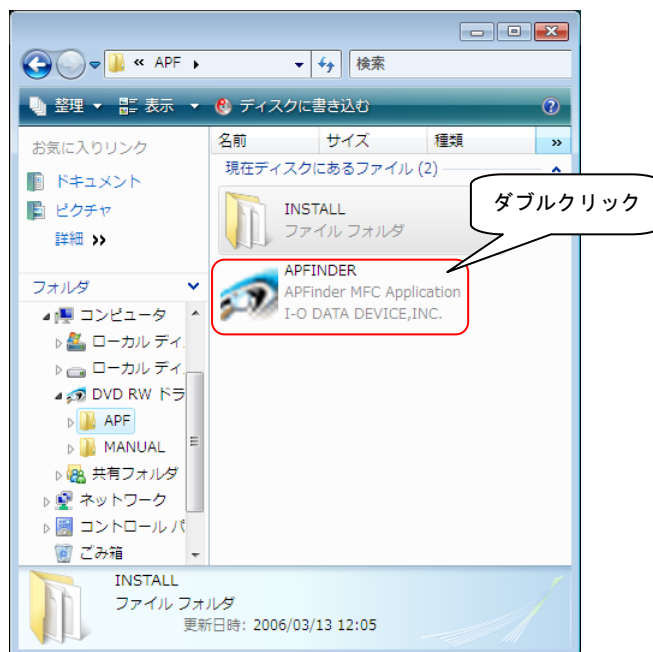 « APF
検索
整理 表示 ディスクに書き込む
お気に入りリンク
ドキュメント
ピクチャ
詳細 »
フォルダ
コンピュータ
ローカル ディ
ローカル ディ
DVD RW ドラ
APF
MANUAL
共有フォルダ
ネットワーク
コントロール パ
ごみ箱
名前 サイズ 種類 »
現在ディスクにあるファイル (2)
INSTALL
ファイル フォルダ
ダブルクリック
APFINDER
APFinder MFC Application
I-O DATA DEVICE,INC.
INSTALL
ファイル フォルダ
更新日時: 2006/03/13 12:05